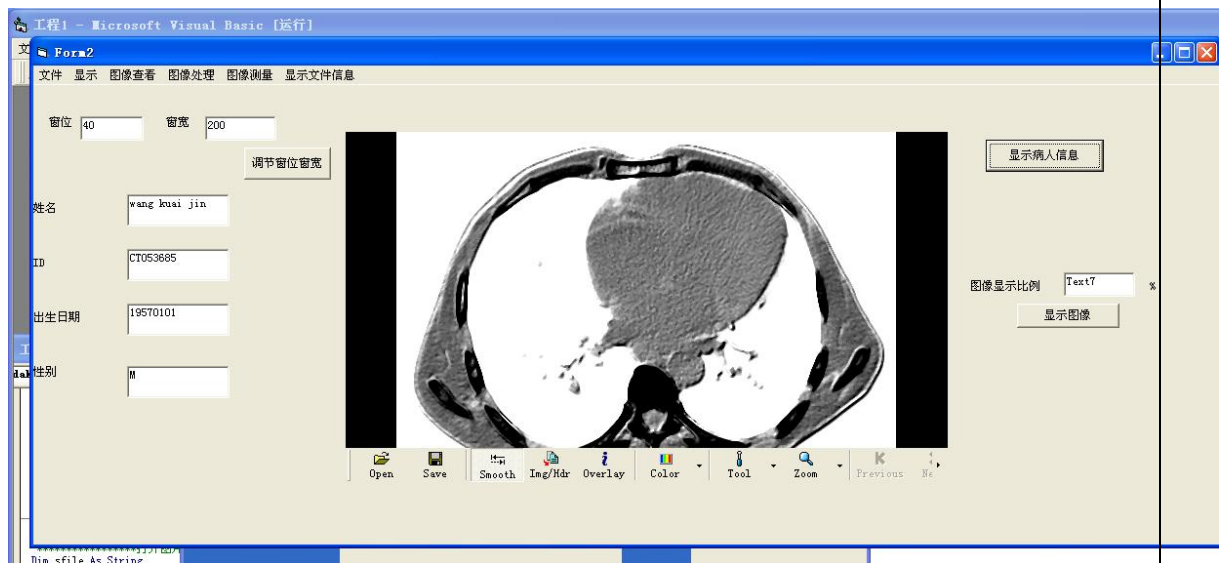 工程1 - Microsoft Visual Basic [运行]
Form2
文件 显示 图像查看 图像处理 图像测量 显示文件信息
窗位 40 窗宽 200
调节窗位窗宽
显示病人信息
姓名 wang kuai jin
ID CT053685
图像显示比例 Text7 %
出生日期 19570101
显示图像
性别 M
Open Save Smooth Img/Hdr Overlay Color Tool Zoom Previous
Dim sfile As String